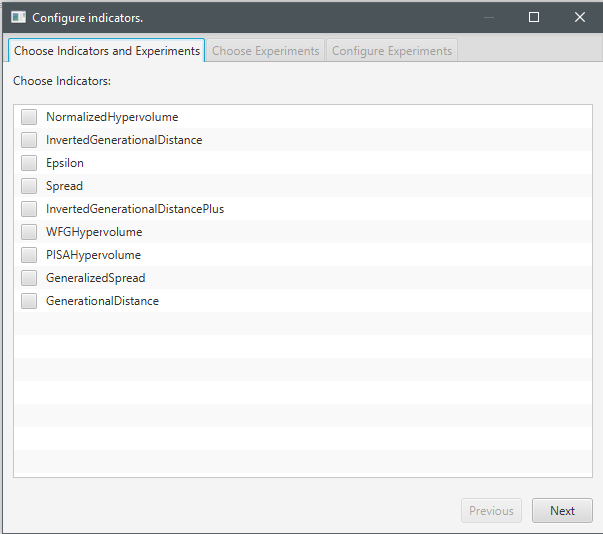 Configure indicators.
Choose Indicators and Experiments Choose Experiments Configure Experiments
Choose Indicators:
NormalizedHypervolume
InvertedGenerationalDistance
Epsilon
Spread
InvertedGenerationalDistancePlus
WFGHypervolume
PISAHypervolume
GeneralizedSpread
GenerationalDistance
Previous Next